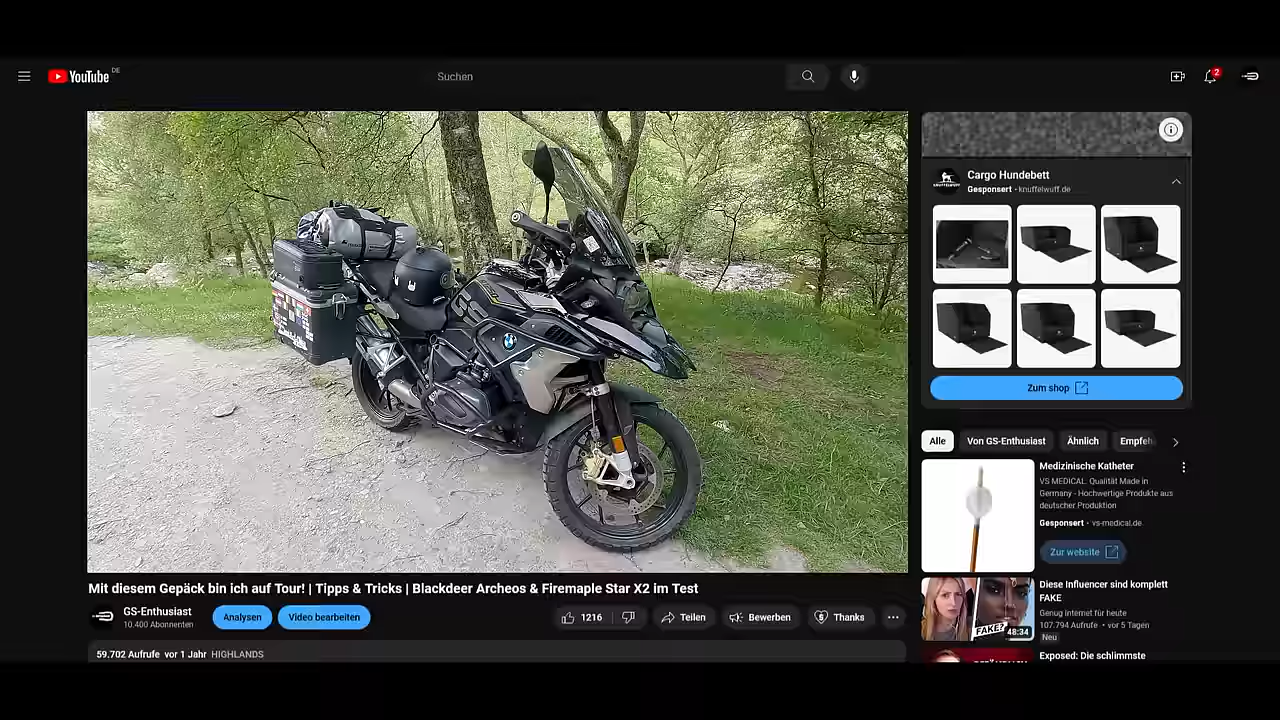 YouTube DE
Suchen
2
Cargo Hundebett
Gesponsert · knuffelwuff.de
Zum shop
Alle
Von GS-Enthusiast
Ähnlich
Empfeh
Medizinische Katheter
VS MEDICAL. Qualität Made in
Germany - Hochwertige Produkte aus
deutscher Produktion
Gesponsert · vs-medical.de
Zur website
Mit diesem Gepäck bin ich auf Tour! | Tipps & Tricks | Blackdeer Archeos & Firemaple Star X2 im Test
GS-Enthusiast
10.400 Abonnenten
Analysen
Video bearbeiten
1216
Teilen
Bewerben
Thanks
59.702 Aufrufe vor 1 Jahr HIGHLANDS
FAKE?
48:34
Diese Influencer sind komplett
FAKE
Genug Internet für heute
107.794 Aufrufe • vor 5 Tagen
Neu
Exposed: Die schlimmste